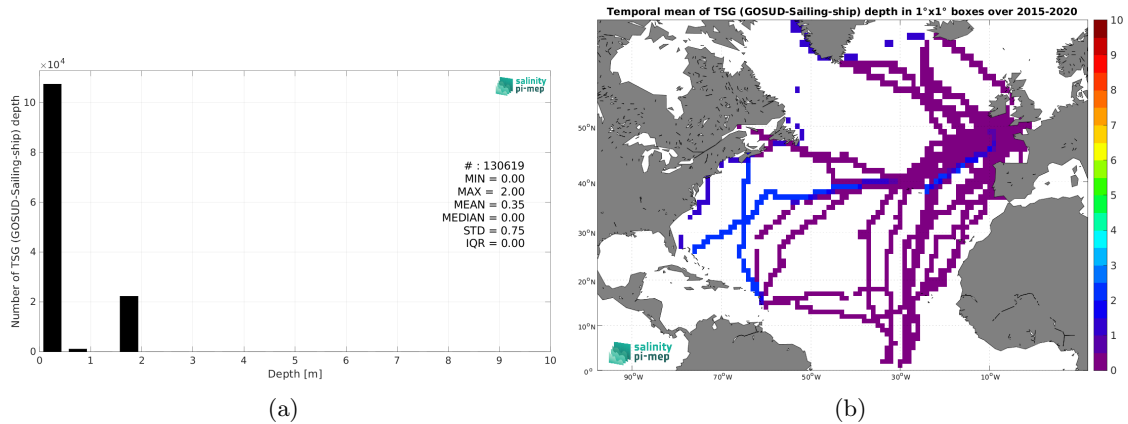 ×10⁴
salinity
pi-mep
10
8
6
4
2
0
Number of TSG (GOSUD-Sailing-ship) depth
# : 130619
MIN = 0.00
MAX = 2.00
MEAN = 0.35
MEDIAN = 0.00
STD = 0.75
IQR = 0.00
0 1 2 3 4 5 6 7 8 9 10
Depth [m]
(a)
Temporal mean of TSG (GOSUD-Sailing-ship) depth in 1°x1° boxes over 2015-2020
50°N
40°N
30°N
20°N
10°N
0°
90°W 70°W 50°W 30°W 10°W
salinity
pi-mep
10
9
8
7
6
5
4
3
2
1
0
(b)